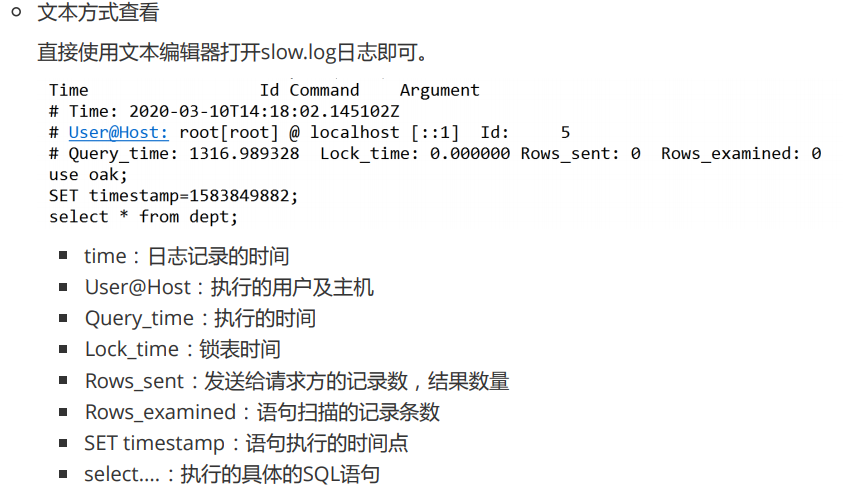 文本方式查看
直接使用文本编辑器打开slow.log日志即可。
Time Id Command Argument
# Time: 2020-03-10T14:18:02.145102Z
# User@Host: root[root] @ localhost [::1] Id: 5
# Query_time: 1316.989328 Lock_time: 0.000000 Rows_sent: 0 Rows_examined: 0
use oak;
SET timestamp=1583849882;
select * from dept;
time：日志记录的时间
User@Host：执行的用户及主机
Query_time：执行的时间
Lock_time：锁表时间
Rows_sent：发送给请求方的记录数，结果数量
Rows_examined：语句扫描的记录条数
SET timestamp：语句执行的时间点
select....：执行的具体的SQL语句